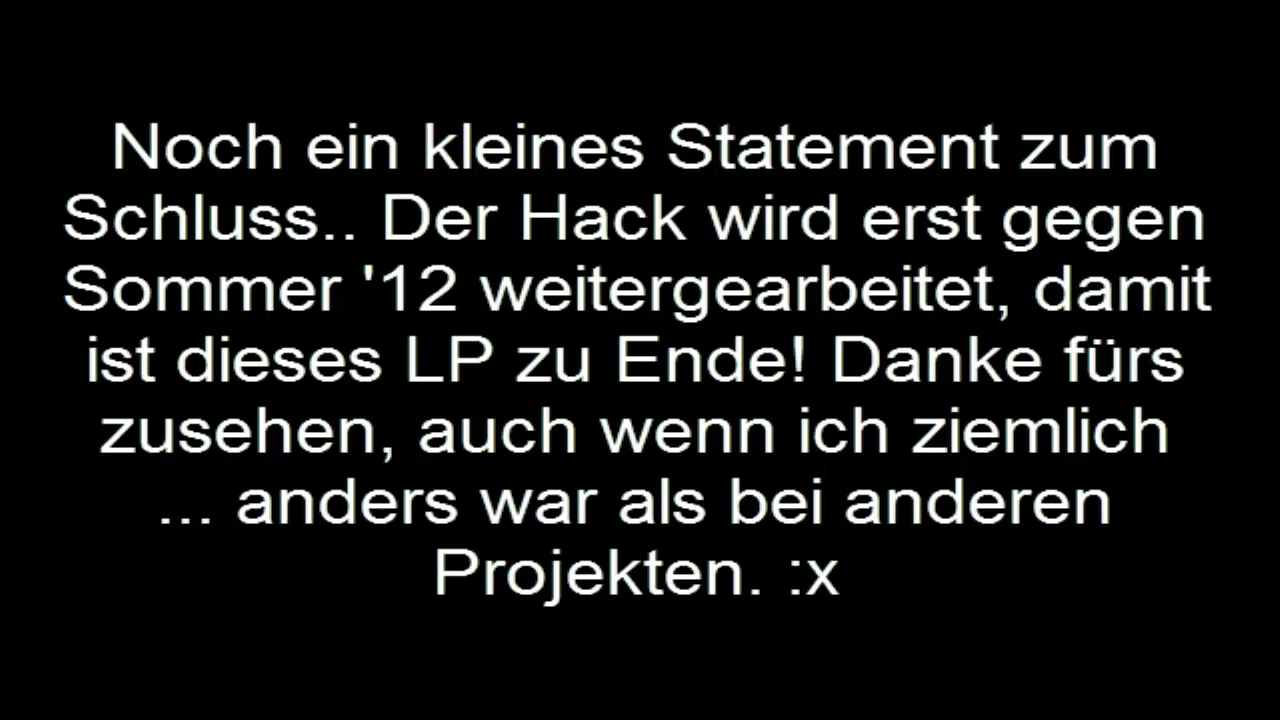 Noch ein kleines Statement zum
Schluss.. Der Hack wird erst gegen
Sommer '12 weitergearbeitet, damit
ist dieses LP zu Ende! Danke fürs
zusehen, auch wenn ich ziemlich
... anders war als bei anderen
Projekten. :x